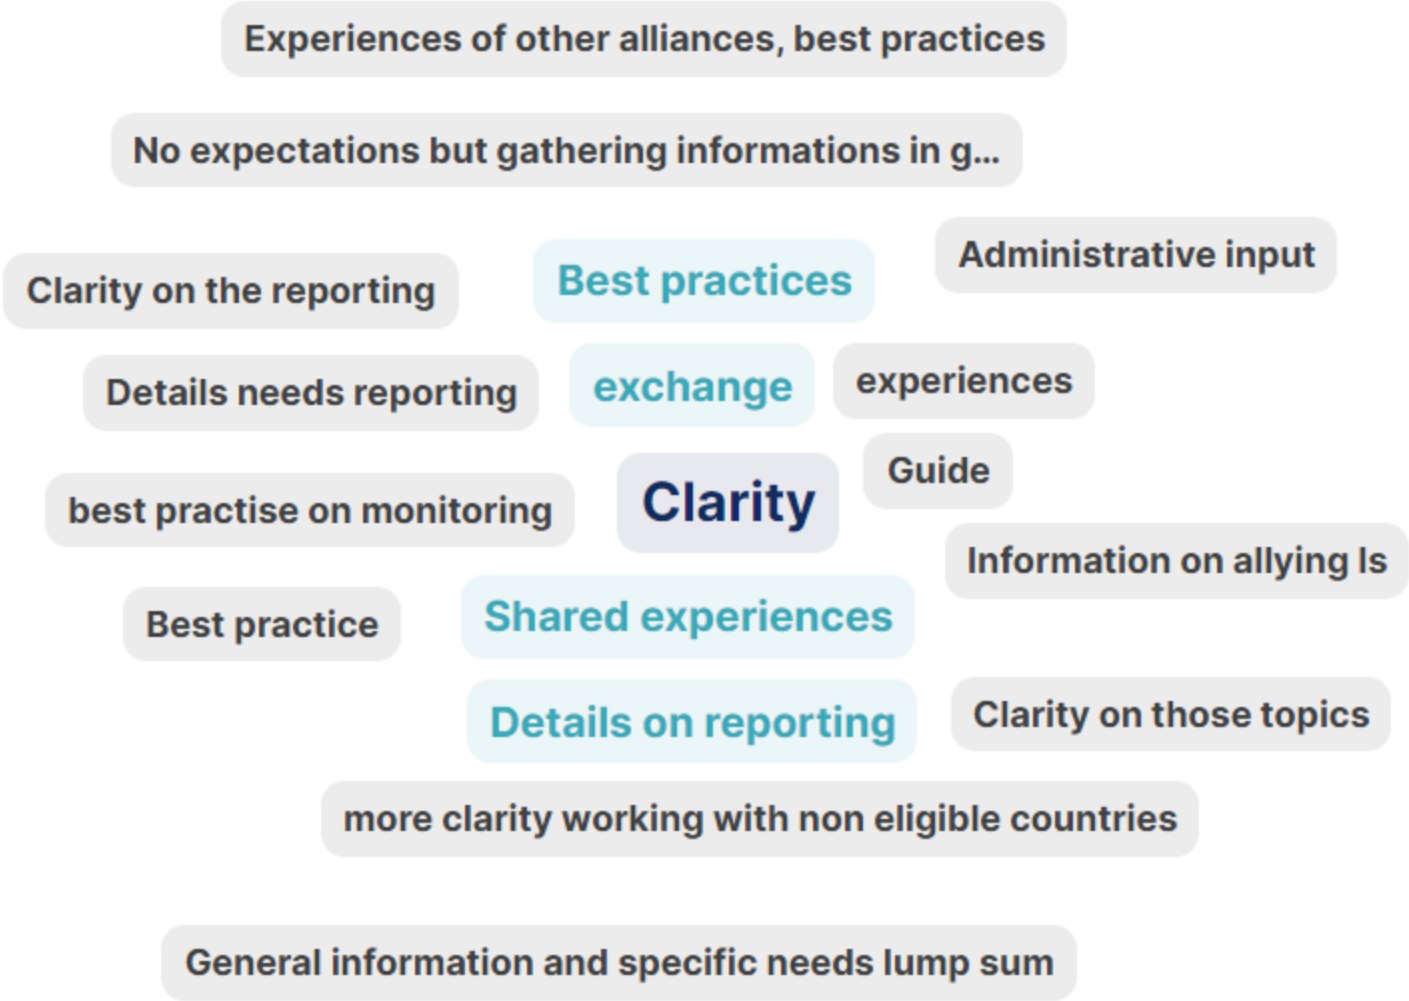 Experiences of other alliances, best practices
No expectations but gathering informations in g...
Administrative input
Clarity on the reporting
Best practices
Details needs reporting
exchange
experiences
Guide
best practise on monitoring
Clarity
Information on allying ls
Best practice
Shared experiences
Details on reporting
Clarity on those topics
more clarity working with non eligible countries
General information and specific needs lump sum